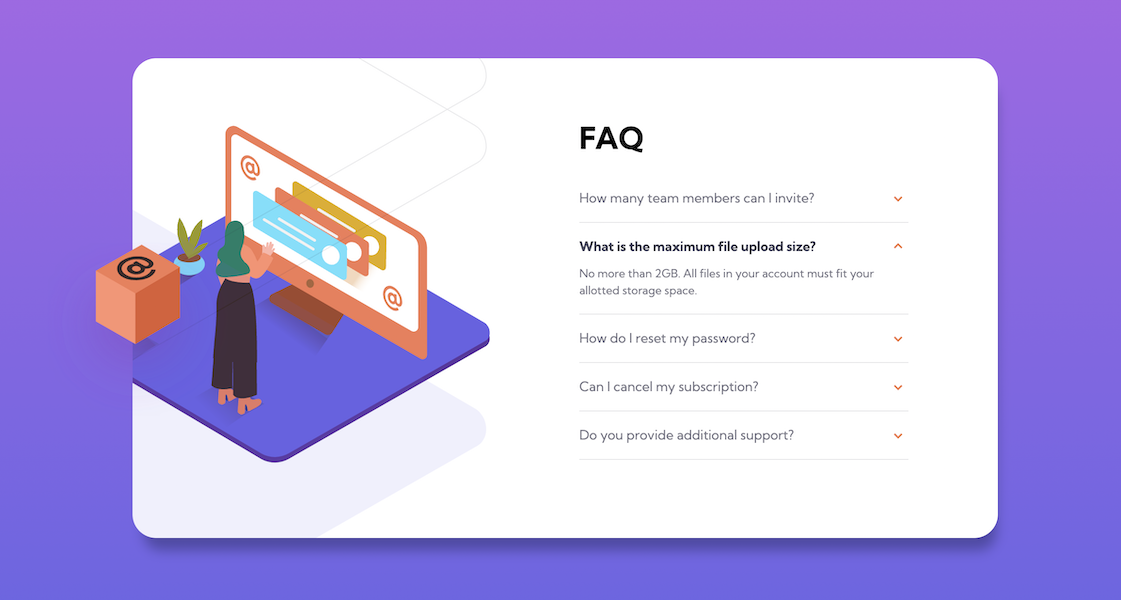 @
@
@
FAQ
How many team members can I invite?
What is the maximum file upload size?
No more than 2GB. All files in your account must fit your
allotted storage space.
How do I reset my password?
Can I cancel my subscription?
Do you provide additional support?